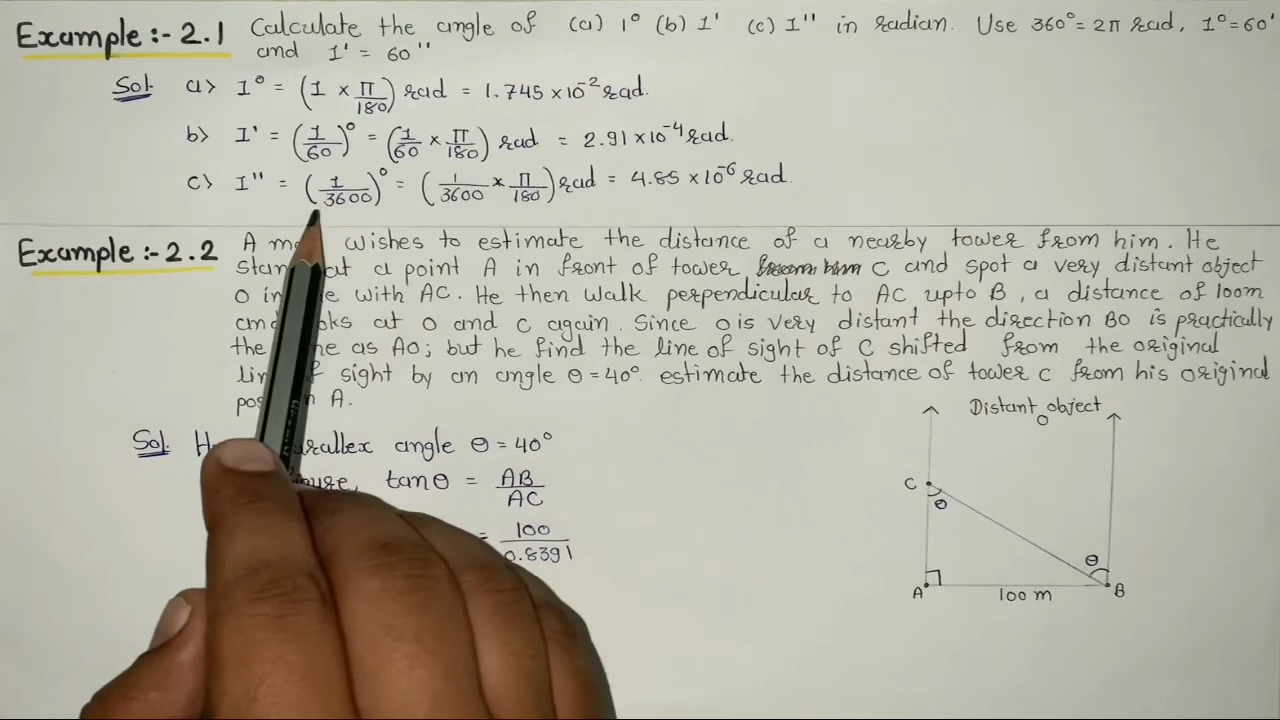 Example:- 2.1 Calculate the angle of (a) 1° (b) 1' (c) 1'' in radian. Use 360°=2π rad, 1°=60'
and 1' = 60''
Sol. a> 1° = (1 × π/180) rad = 1.745×10⁻² rad.
b> 1' = (1/60)° = (1/60 × π/180) rad = 2.91×10⁻⁴ rad.
c> 1'' = (1/3600)° = (1/3600 × π/180) rad = 4.85×10⁻⁶ rad.
Example:- 2.2 A wishes to estimate the distance of a nearby tower from him. He
at a point A in front of tower C and spot a very distant object
O with AC. He then walk perpendicular to AC upto B, a distance of 100m
at O and C again. Since O is very distant the direction BO is practically
the as AO; but he find the line of sight of C shifted from the original
sight by an angle θ=40°. estimate the distance of tower C from his original
A.
Distant object
O
Sol. angle θ = 40°
tanθ = AB/AC
= 100/0.8391
C
θ
θ
A
100 m
B